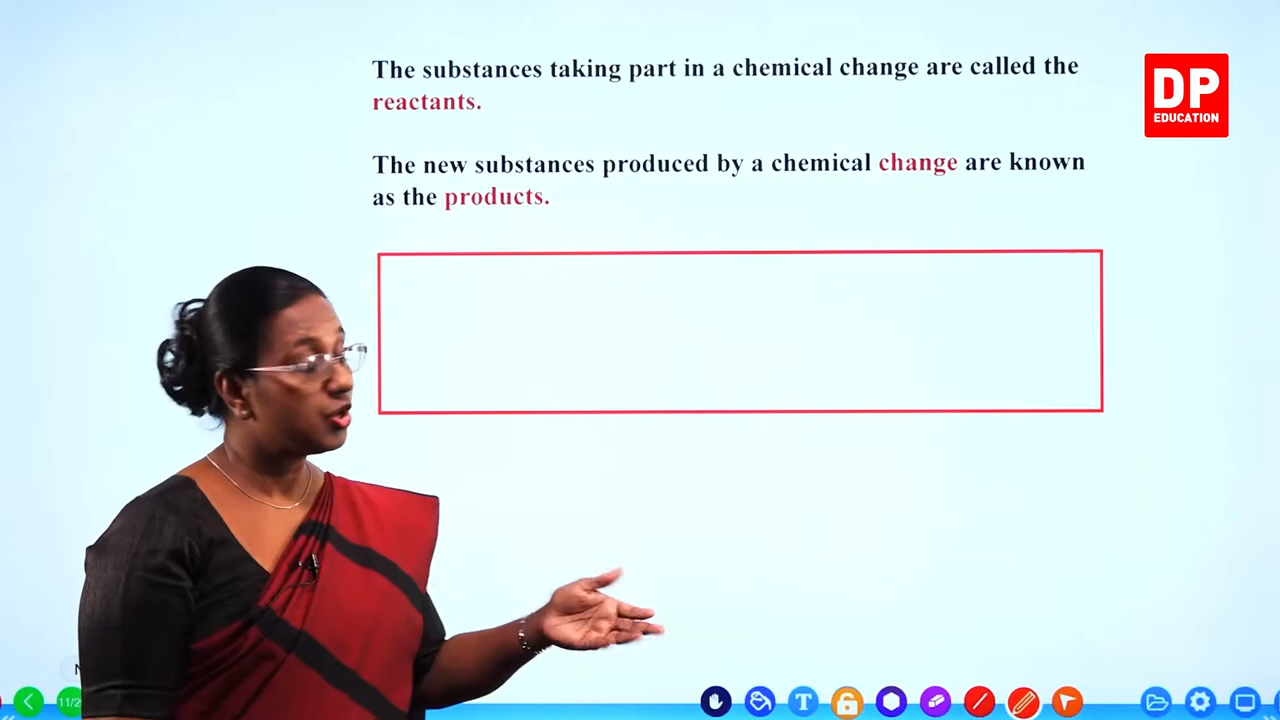 The substances taking part in a chemical change are called the
reactants.
The new substances produced by a chemical change are known
as the products.
DP
EDUCATION
T